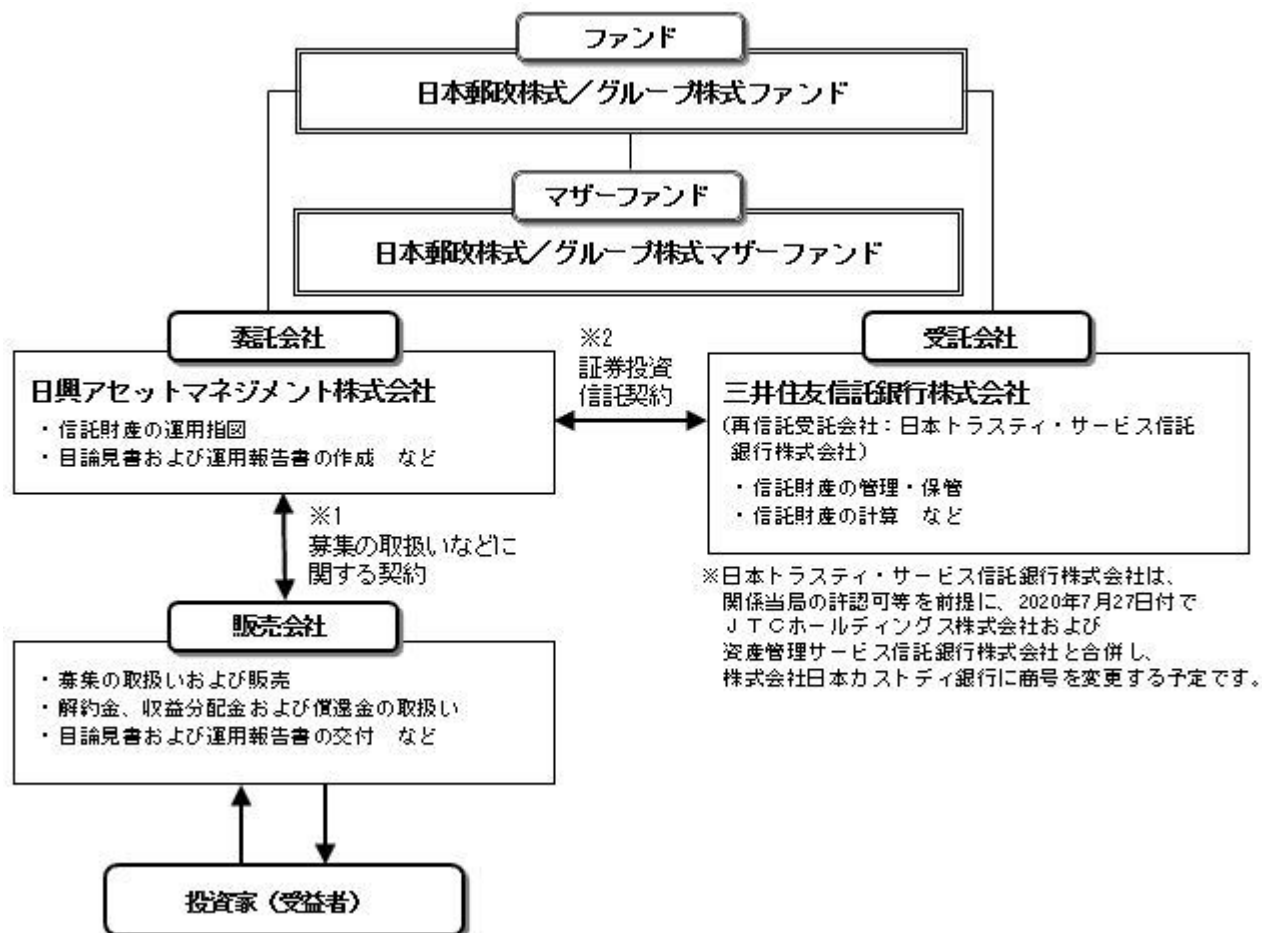 ファンド
日本郵政株式／グループ株式ファンド
マザーファンド
日本郵政株式／グループ株式マザーファンド
委託会社
日興アセットマネジメント株式会社
・信託財産の運用指図
・目論見書および運用報告書の作成　など
※2
証券投資
信託契約
受託会社
三井住友信託銀行株式会社
（再信託受託会社：日本トラスティ・サービス信託
銀行株式会社）
・信託財産の管理・保管
・信託財産の計算　など
※1
募集の取扱いなどに
関する契約
※日本トラスティ・サービス信託銀行株式会社は、
関係当局の許認可等を前提に、2020年7月27日付で
ＪＴＣホールディングス株式会社および
資産管理サービス信託銀行株式会社と合併し、
株式会社日本カストディ銀行に商号を変更する予定です。
販売会社
・募集の取扱いおよび販売
・解約金、収益分配金および償還金の取扱い
・目論見書および運用報告書の交付　など
投資家（受益者）